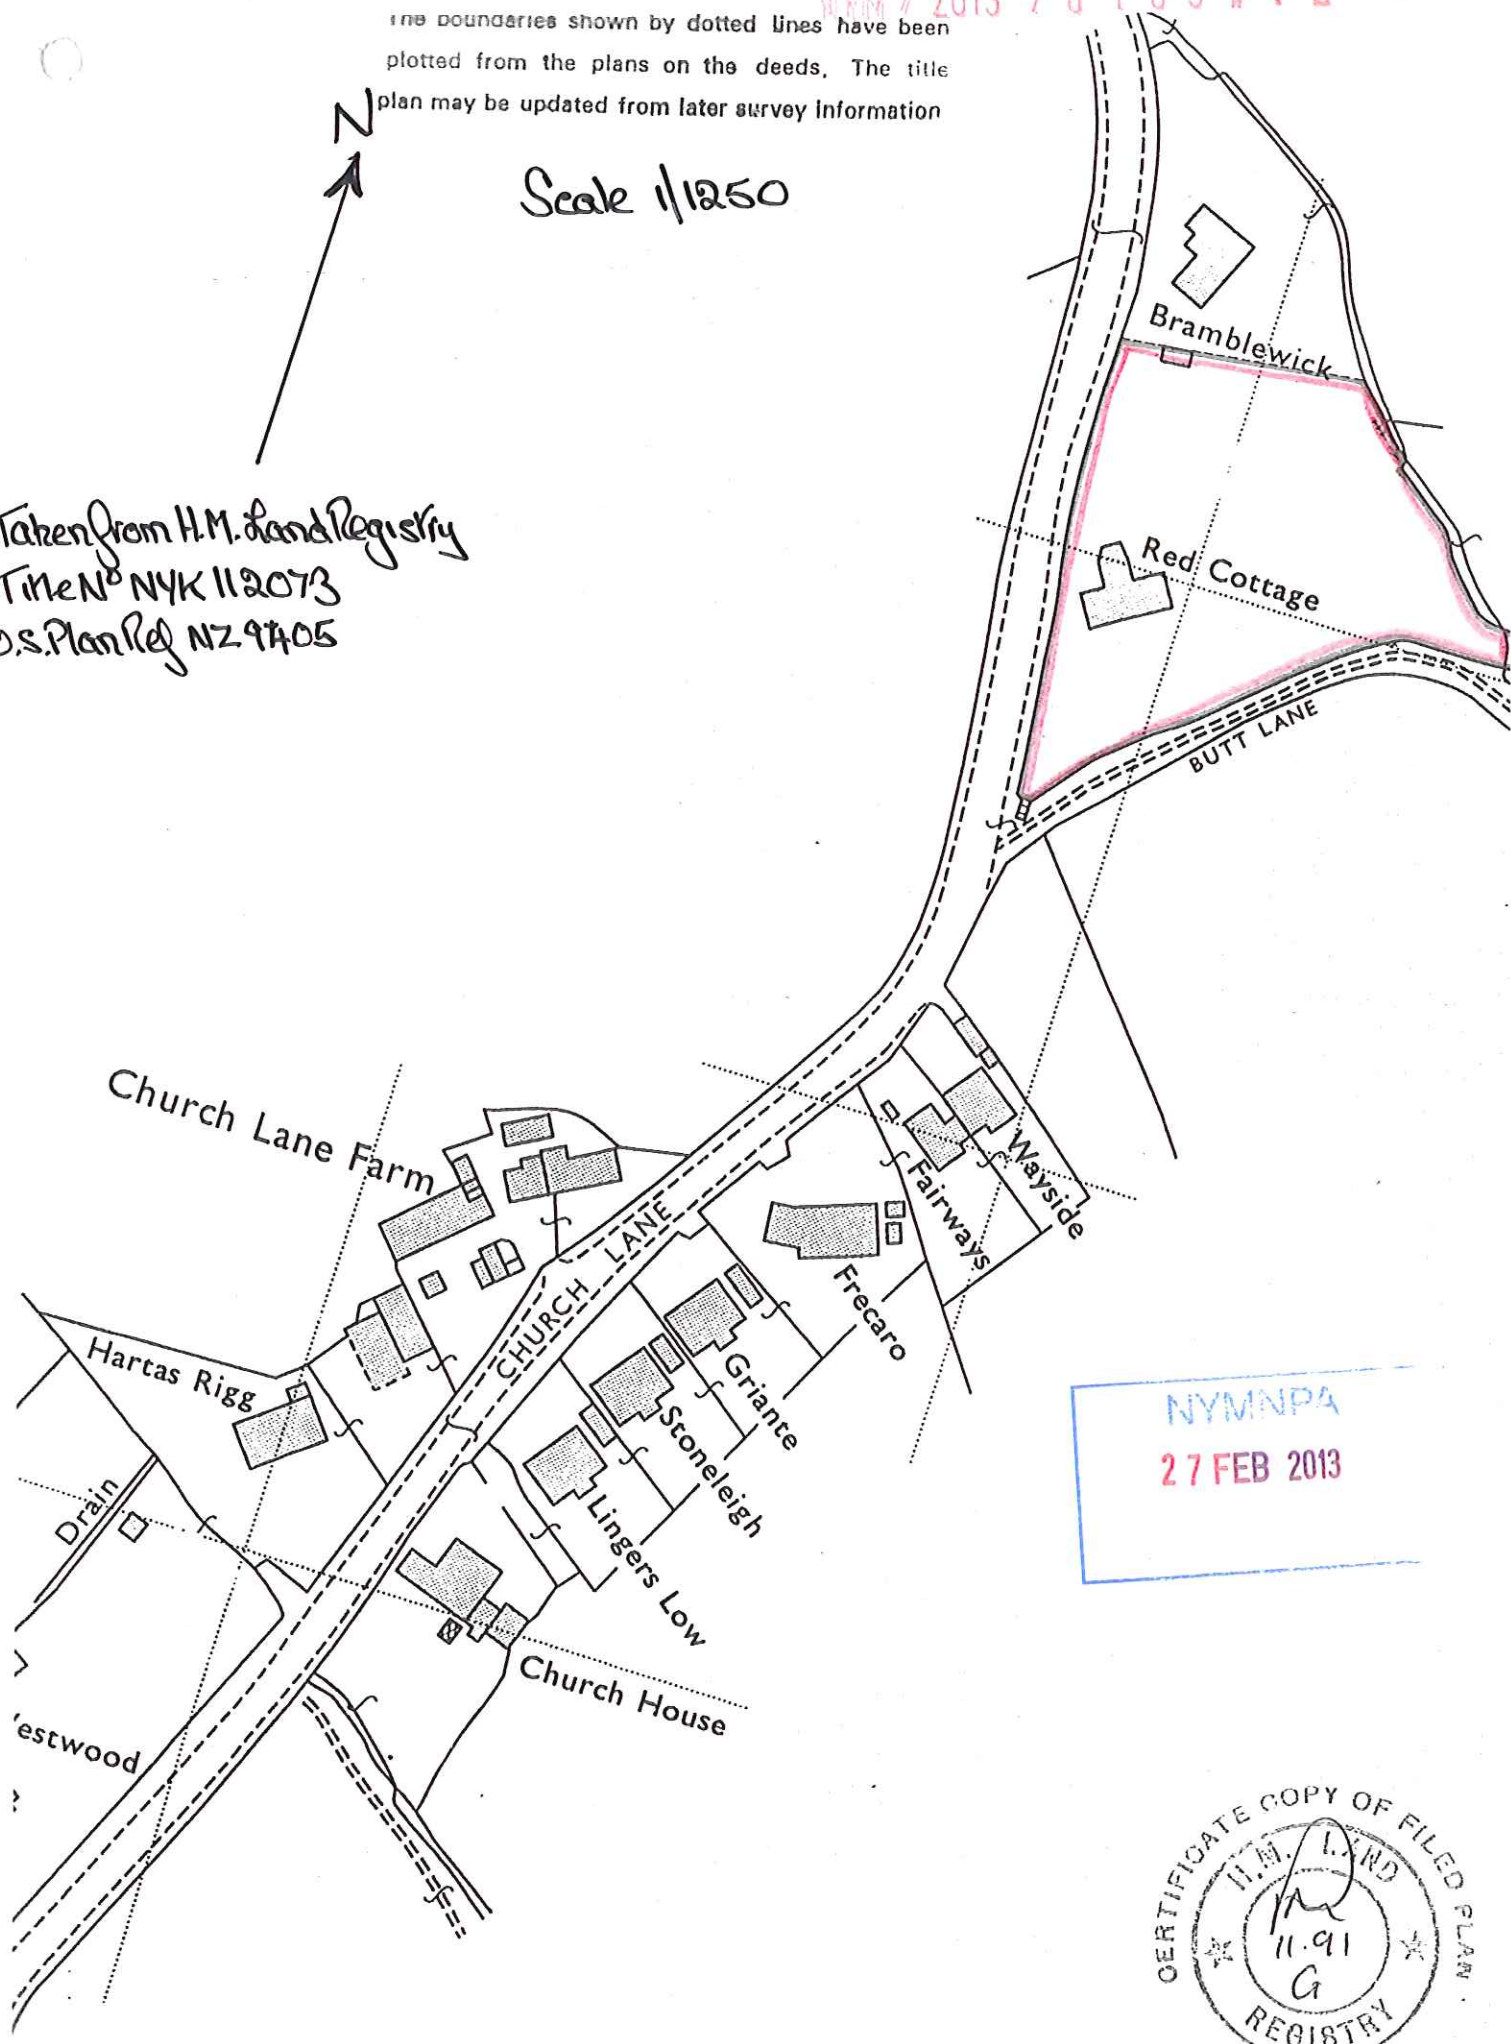 The boundaries shown by dotted lines have been
plotted from the plans on the deeds. The title
plan may be updated from later survey information
N
Scale 1/1250
Bramblewick
Taken from H.M. Land Registry
Title No NYK 112073
O.S. Plan Ref NZ 9405
Red Cottage
BUTT LANE
Church Lane Farm
CHURCH LANE
Wayside
Fairways
Frecaro
Griante
Stoneleigh
Lingers Low
Hartas Rigg
Drain
Church House
estwood
NYMNPA
27 FEB 2013
CERTIFICATE COPY OF FILED PLAN
H.M. LAND
REGISTRY
11.91
G